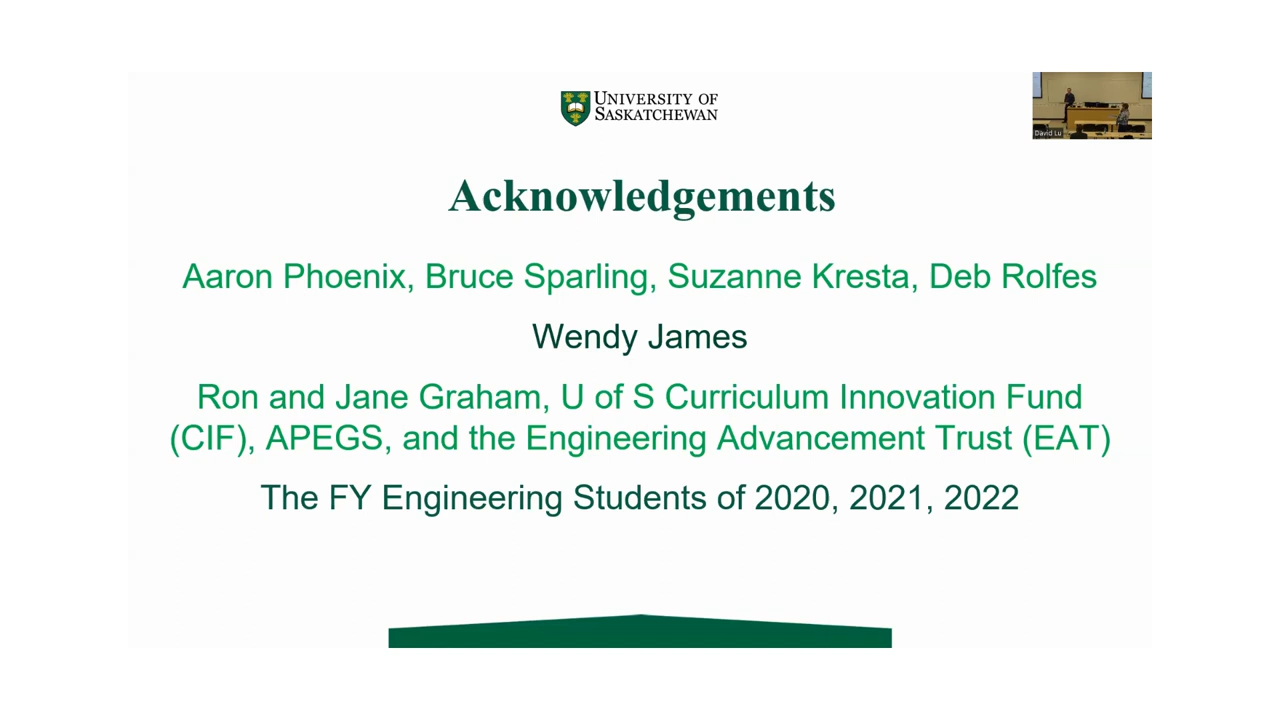 UNIVERSITY OF
SASKATCHEWAN
David Lu
Acknowledgements
Aaron Phoenix, Bruce Sparling, Suzanne Kresta, Deb Rolfes
Wendy James
Ron and Jane Graham, U of S Curriculum Innovation Fund
(CIF), APEGS, and the Engineering Advancement Trust (EAT)
The FY Engineering Students of 2020, 2021, 2022